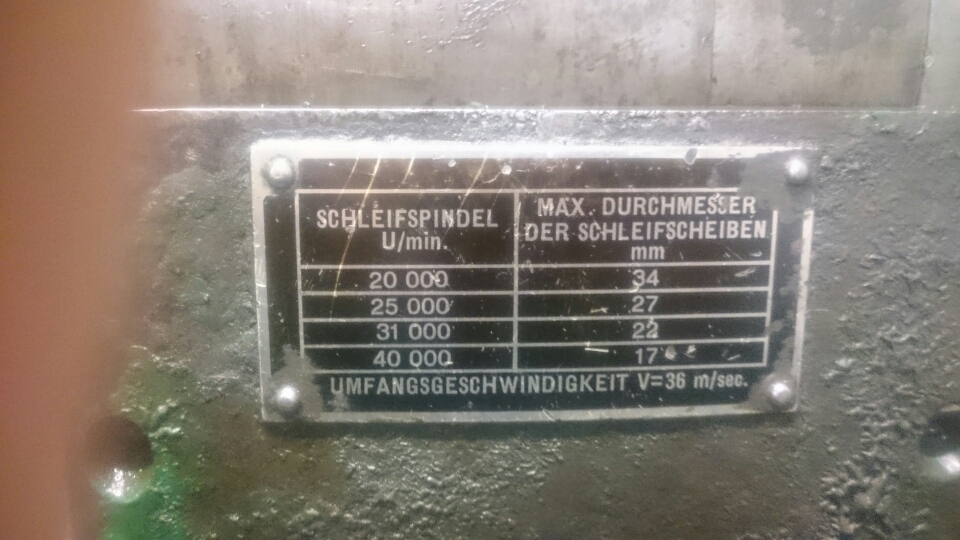 SCHLEIFSPINDEL
U/min.
MAX. DURCHMESSER
DER SCHLEIFSCHEIBEN
mm
20 000 34
25 000 27
31 000 22
40 000 17
UMFANGSGESCHWINDIGKEIT V=36 m/sec.